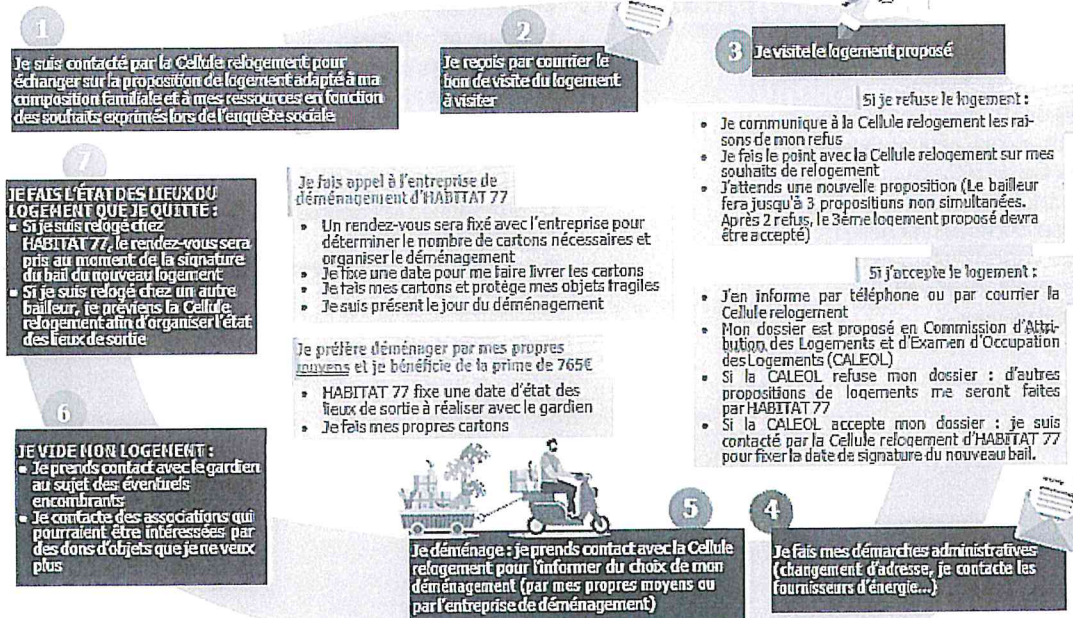 1
Je suis contacté par la Cellule relogement pour
échanger sur la proposition de logement adapté à ma
composition familiale et à mes ressources en fonction
des souhaits exprimés lors de l'enquête sociale
2
Je reçois par courrier le
bon de visite du logement
à visiter
3
Je visite le logement proposé
Si je refuse le logement :
• Je communique à la Cellule relogement les rai-
sons de mon refus
• Je fais le point avec la Cellule relogement sur mes
souhaits de relogement
• J'attends une nouvelle proposition (Le bailleur
fera jusqu'à 3 propositions non simultanées.
Après 2 refus, le 3ème logement proposé devra
être accepté)
Si j'accepte le logement :
• J'en informe par téléphone ou par courrier la
Cellule relogement
• Mon dossier est proposé en Commission d'Attri-
bution des Logements et d'Examen d'Occupation
des Logements (CALEOL)
• Si la CALEOL refuse mon dossier : d'autres
propositions de logements me seront faites
par HABITAT 77
• Si la CALEOL accepte mon dossier : je suis
contacté par la Cellule relogement d'HABITAT 77
pour fixer la date de signature du nouveau bail.
4
Je fais mes démarches administratives
(changement d'adresse, je contacte les
fournisseurs d'énergie...)
5
Je déménage : je prends contact avec la Cellule
relogement pour l'informer du choix de mon
déménagement (par mes propres moyens ou
par l'entreprise de déménagement)
Je fais appel à l'entreprise de
déménagement d'HABITAT 77
• Un rendez-vous sera fixé avec l'entreprise pour
déterminer le nombre de cartons nécessaires et
organiser le déménagement
• Je fixe une date pour me faire livrer les cartons
• Je fais mes cartons et protège mes objets fragiles
• Je suis présent le jour du déménagement
Je préfère déménager par mes propres
moyens et je bénéficie de la prime de 765€
• HABITAT 77 fixe une date d'état des
lieux de sortie à réaliser avec le gardien
• Je fais mes propres cartons
6
JE VIDE MON LOGEMENT :
▪ Je prends contact avec le gardien
au sujet des éventuels
encombrants
▪ Je contacte des associations qui
pourraient être intéressées par
des dons d'objets que je ne veux
plus
7
JE FAIS L'ÉTAT DES LIEUX DU
LOGEMENT QUE JE QUITTE :
▪ Si je suis relogé chez
HABITAT 77, le rendez-vous sera
pris au moment de la signature
du bail du nouveau logement
▪ Si je suis relogé chez un autre
bailleur, je préviens la Cellule
relogement afin d'organiser l'état
des lieux de sortie